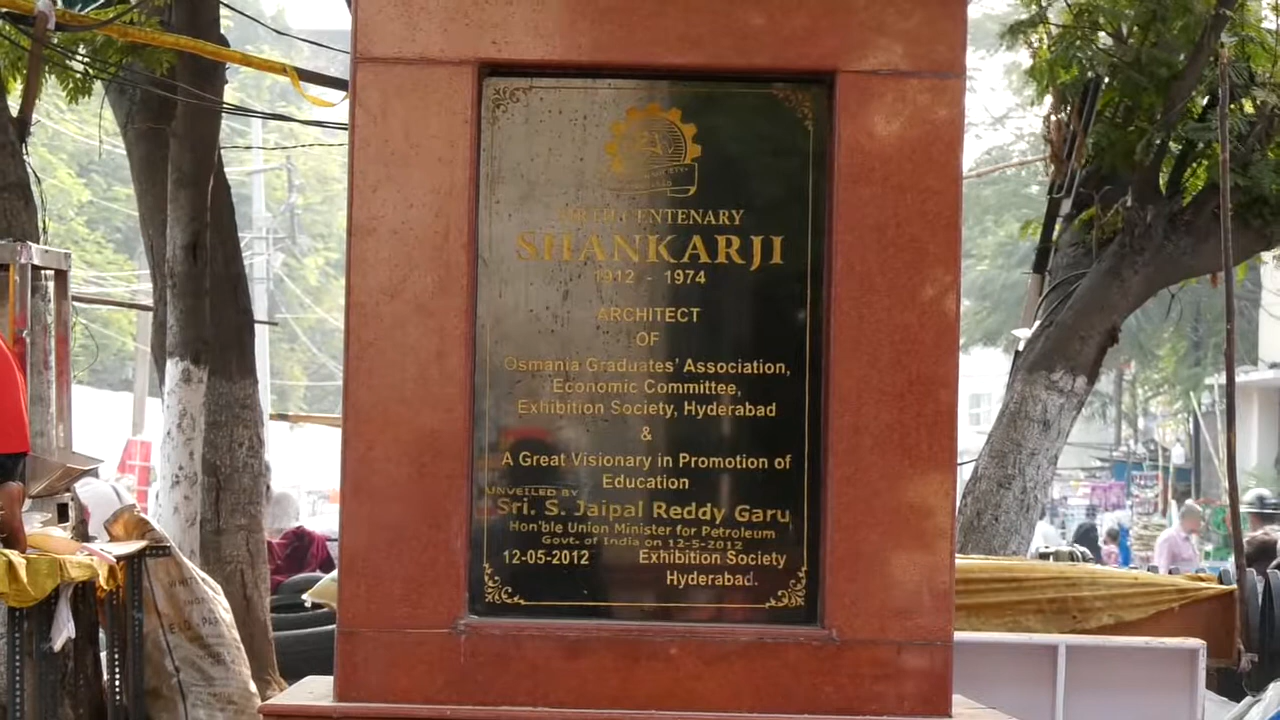 BIRTH CENTENARY
SHANKARJI
1912 - 1974
ARCHITECT
OF
Osmania Graduates' Association,
Economic Committee,
Exhibition Society, Hyderabad
&
A Great Visionary in Promotion of
Education
UNVEILED BY
Sri. S. Jaipal Reddy Garu
Hon'ble Union Minister for Petroleum
Govt. of India on 12-5-2012
12-05-2012 Exhibition Society
Hyderabad.